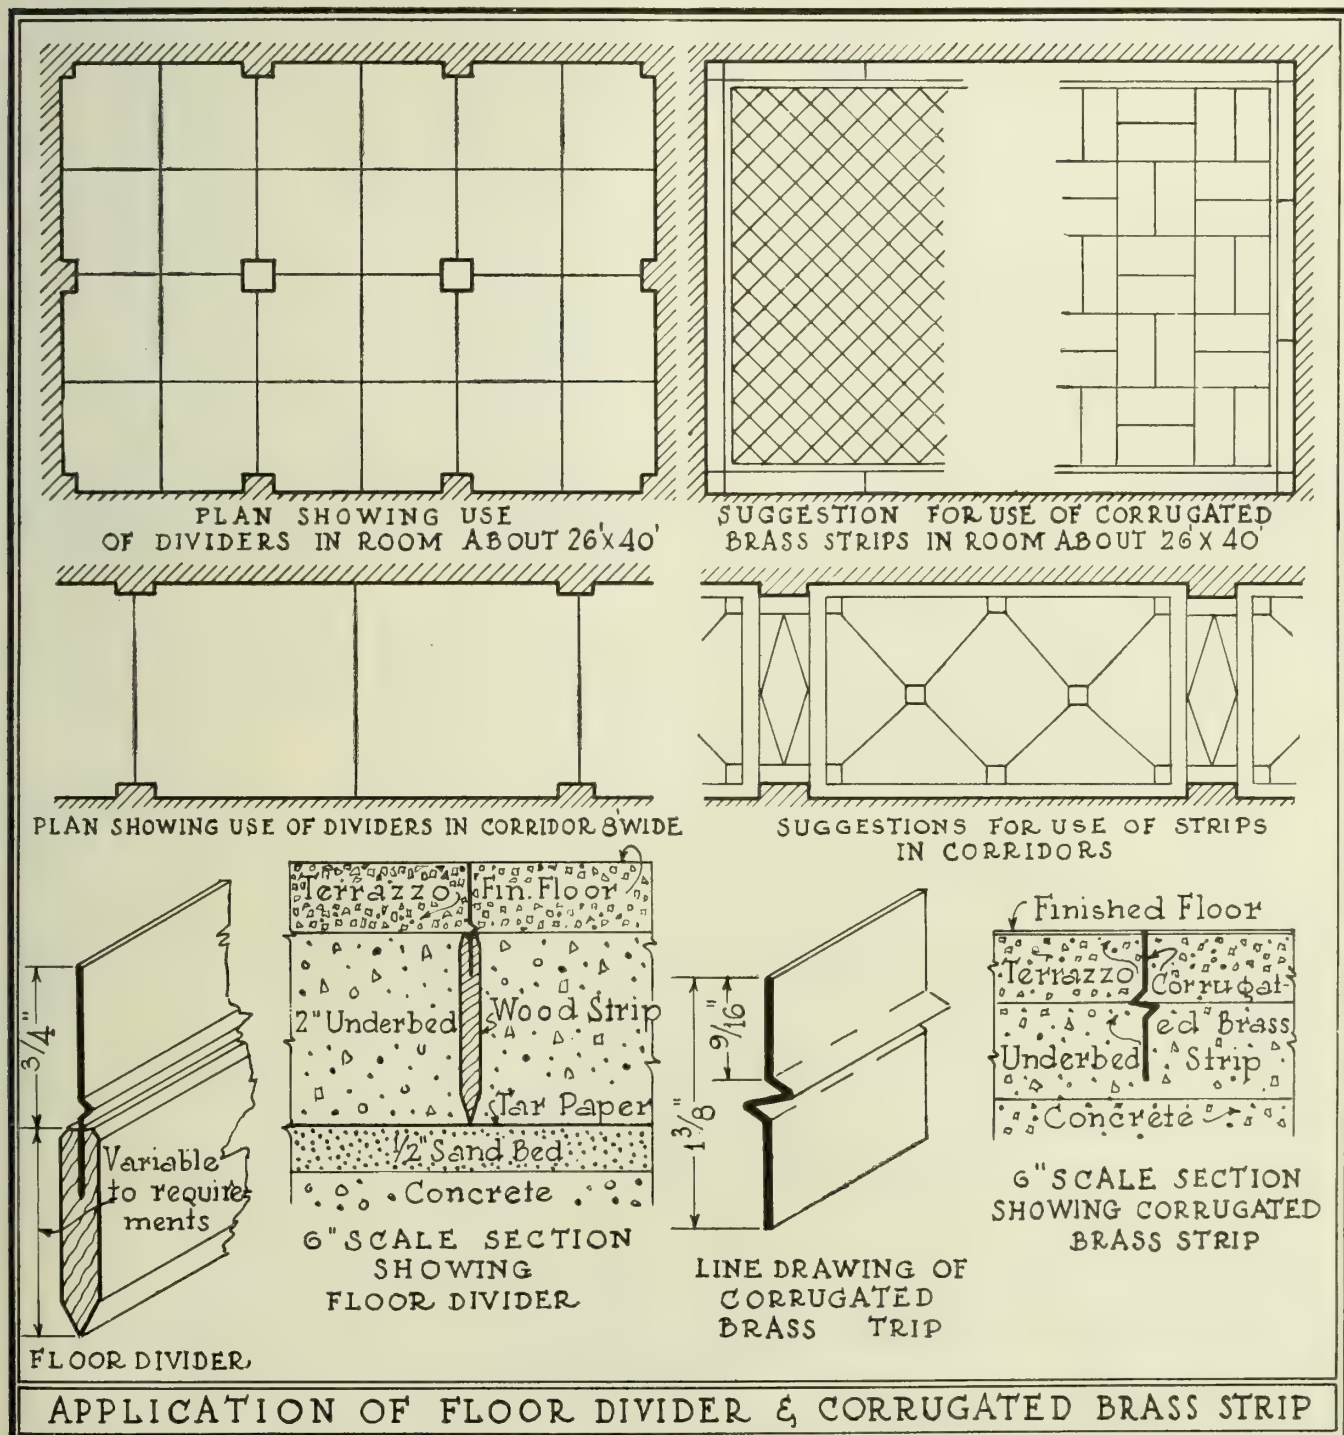 PLAN SHOWING USE
OF DIVIDERS IN ROOM ABOUT 26'x40'
SUGGESTION FOR USE OF CORRUGATED
BRASS STRIPS IN ROOM ABOUT 26'X40'
PLAN SHOWING USE OF DIVIDERS IN CORRIDOR 8'WIDE
SUGGESTIONS FOR USE OF STRIPS
IN CORRIDORS
3/4"
Variable
to require-
ments
FLOOR DIVIDER
Terrazzo Fin. Floor
2" Underbed Wood Strip
Tar Paper
1/2" Sand Bed
Concrete
6" SCALE SECTION
SHOWING
FLOOR DIVIDER
9/16"
1 3/8"
LINE DRAWING OF
CORRUGATED
BRASS TRIP
Finished Floor
Terrazzo Corrugat-
ed Brass
Underbed Strip
Concrete
6" SCALE SECTION
SHOWING CORRUGATED
BRASS STRIP
APPLICATION OF FLOOR DIVIDER & CORRUGATED BRASS STRIP